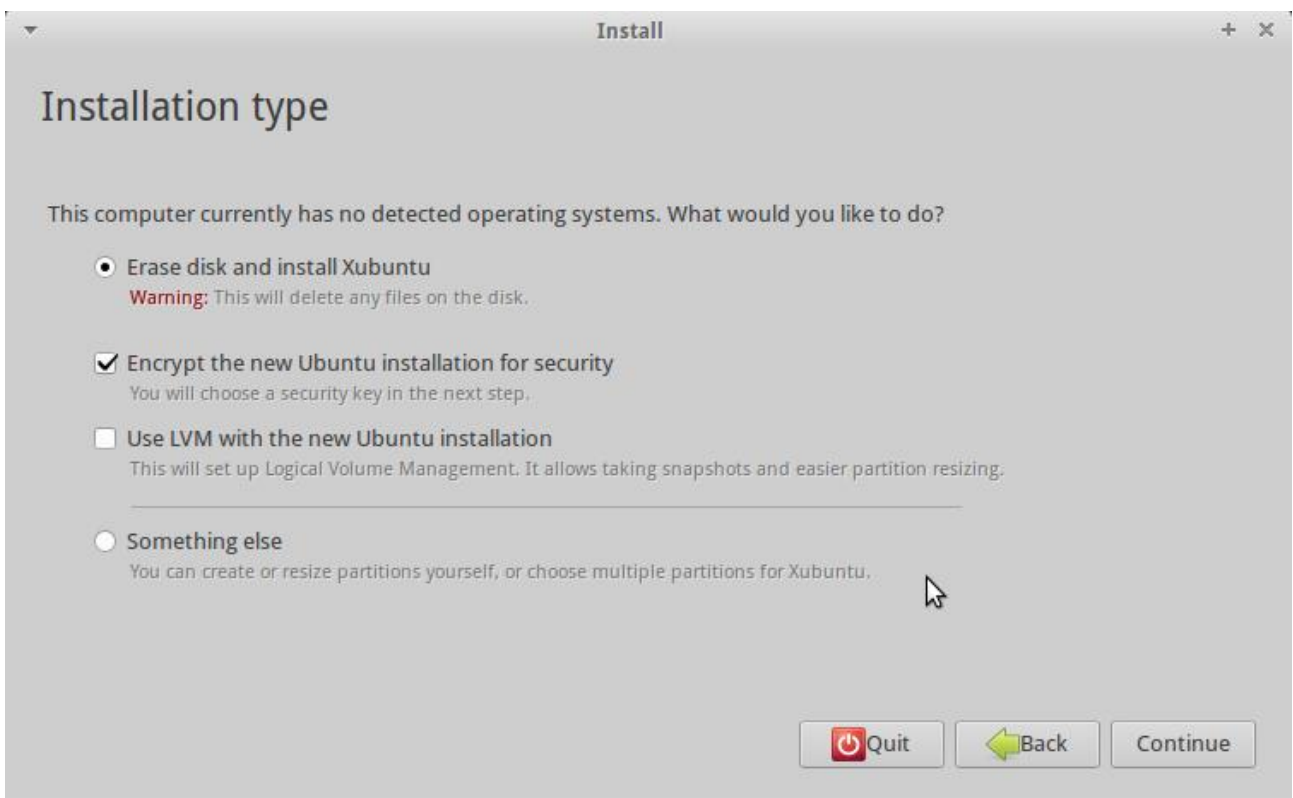 Install
Installation type
This computer currently has no detected operating systems. What would you like to do?
Erase disk and install Xubuntu
Warning: This will delete any files on the disk.
Encrypt the new Ubuntu installation for security
You will choose a security key in the next step.
Use LVM with the new Ubuntu installation
This will set up Logical Volume Management. It allows taking snapshots and easier partition resizing.
Something else
You can create or resize partitions yourself, or choose multiple partitions for Xubuntu.
Quit Back Continue